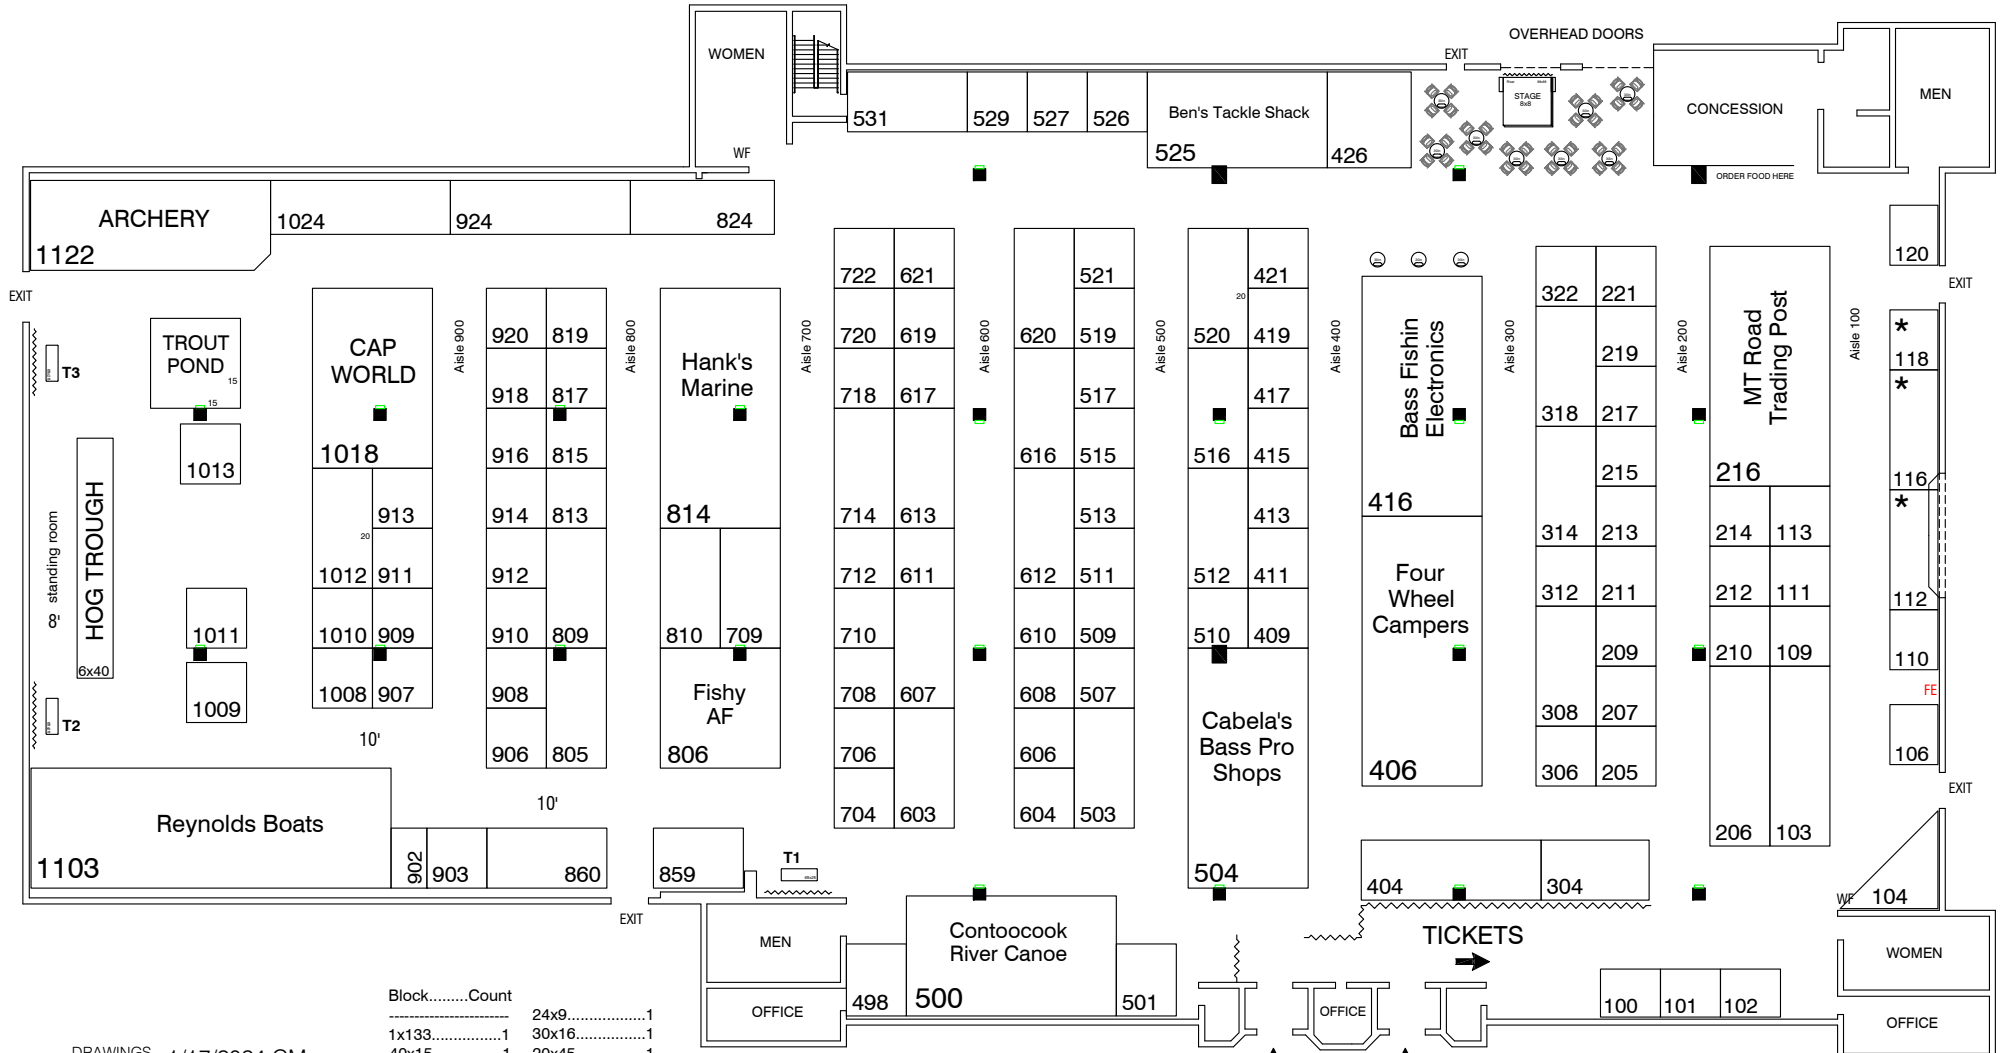 OVERHEAD DOORS
WOMEN
EXIT
STAGE
8x8
CONCESSION
MEN
531
529
527
526
Ben's Tackle Shack
525
426
WF
ORDER FOOD HERE
ARCHERY
1122
1024
924
824
120
EXIT
EXIT
722
621
521
421
20
322
221
TROUT
POND
15
15
T3
CAP
WORLD
1018
Aisle 900
920
819
Aisle 800
Hank's
Marine
814
Aisle 700
720
619
Aisle 600
620
519
Aisle 500
520
419
Aisle 400
Bass Fishin
Electronics
416
Aisle 300
219
Aisle 200
MT Road
Trading Post
216
Aisle 100
*
118
*
116
*
918
817
718
617
517
417
318
217
1013
916
815
616
515
516
415
215
HOG TROUGH
6x40
8' standing room
913
20
914
813
714
613
513
413
314
213
214
113
1012
911
912
712
611
612
511
512
411
Four
Wheel
Campers
406
312
211
212
111
112
1011
1010
909
910
809
810
709
710
610
509
510
409
209
210
109
110
FE
1009
1008
907
908
Fishy
AF
806
708
607
608
507
Cabela's
Bass Pro
Shops
504
308
207
T2
10'
906
805
706
606
306
205
106
EXIT
10'
704
603
604
503
206
103
Reynolds Boats
1103
902
903
860
859
T1
404
304
WF
104
EXIT
MEN
Contoocook
River Canoe
500
498
501
TICKETS
WOMEN
OFFICE
OFFICE
100
101
102
OFFICE
Block.........Count
------------------------
1x133..............1
24x9.................1
30x16...............1